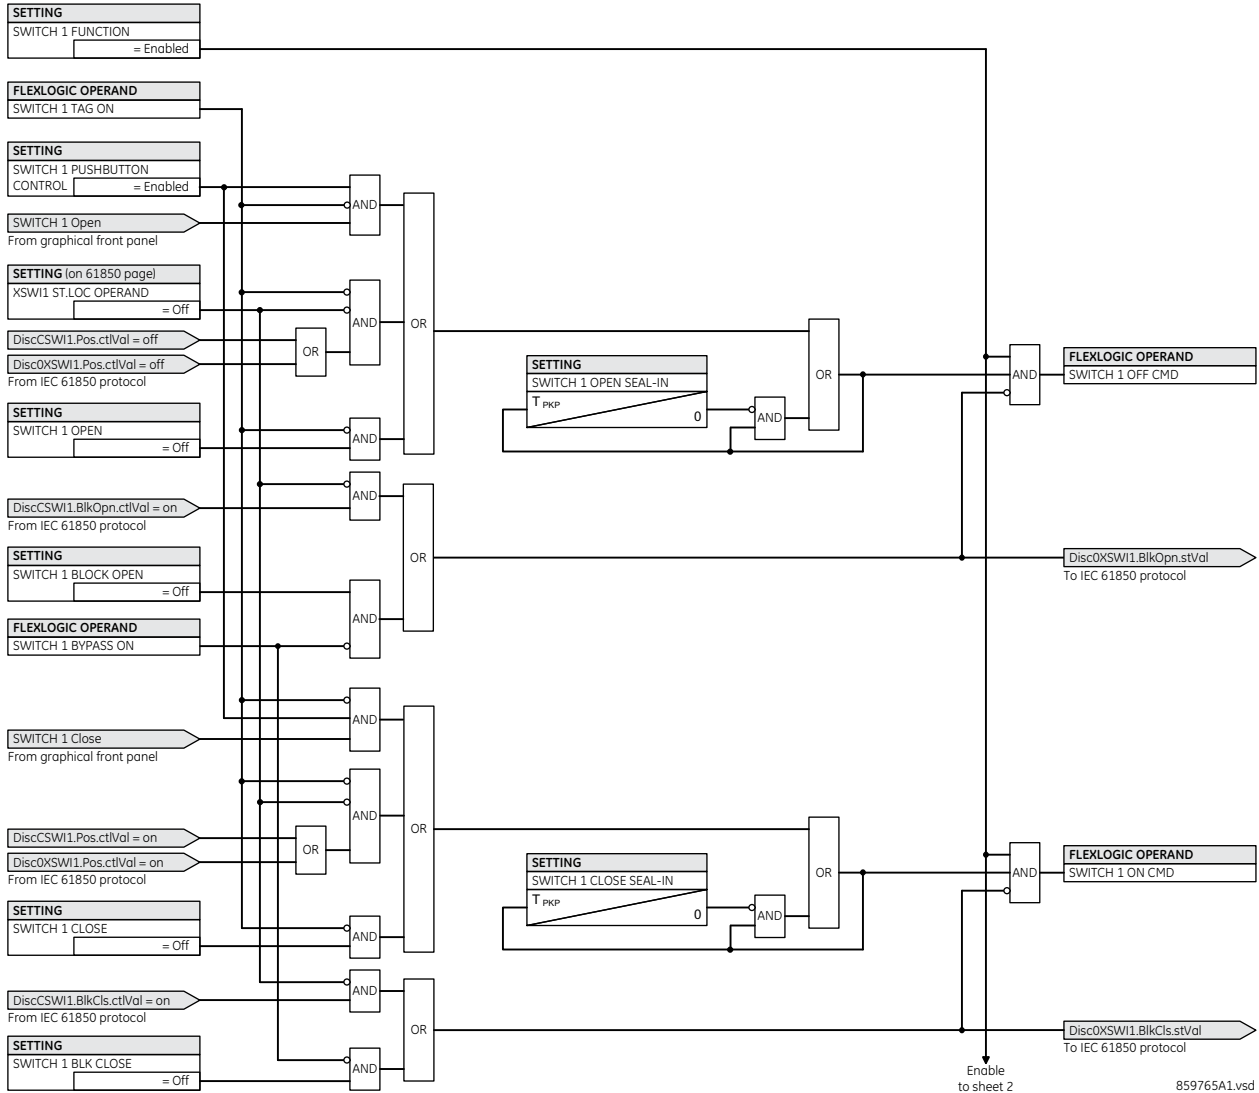 SETTING
SWITCH 1 FUNCTION
= Enabled
FLEXLOGIC OPERAND
SWITCH 1 TAG ON
SETTING
SWITCH 1 PUSHBUTTON
CONTROL = Enabled
AND
SWITCH 1 Open
From graphical front panel
SETTING (on 61850 page)
XSWI1 ST.LOC OPERAND
= Off
AND
OR
DiscCSWI1.Pos.ctlVal = off
OR
Disc0XSWI1.Pos.ctlVal = off
From IEC 61850 protocol
SETTING
SWITCH 1 OPEN SEAL-IN
T PKP
0
AND
OR
AND
FLEXLOGIC OPERAND
SWITCH 1 OFF CMD
SETTING
SWITCH 1 OPEN
= Off
AND
AND
DiscCSWI1.BlkOpn.ctlVal = on
From IEC 61850 protocol
OR
Disc0XSWI1.BlkOpn.stVal
To IEC 61850 protocol
SETTING
SWITCH 1 BLOCK OPEN
= Off
AND
FLEXLOGIC OPERAND
SWITCH 1 BYPASS ON
AND
SWITCH 1 Close
From graphical front panel
AND
OR
DiscCSWI1.Pos.ctlVal = on
OR
Disc0XSWI1.Pos.ctlVal = on
From IEC 61850 protocol
SETTING
SWITCH 1 CLOSE SEAL-IN
T PKP
0
AND
OR
AND
FLEXLOGIC OPERAND
SWITCH 1 ON CMD
SETTING
SWITCH 1 CLOSE
= Off
AND
AND
DiscCSWI1.BlkCls.ctlVal = on
From IEC 61850 protocol
OR
Disc0XSWI1.BlkCls.stVal
To IEC 61850 protocol
SETTING
SWITCH 1 BLK CLOSE
= Off
AND
Enable
to sheet 2
859765A1.vsd